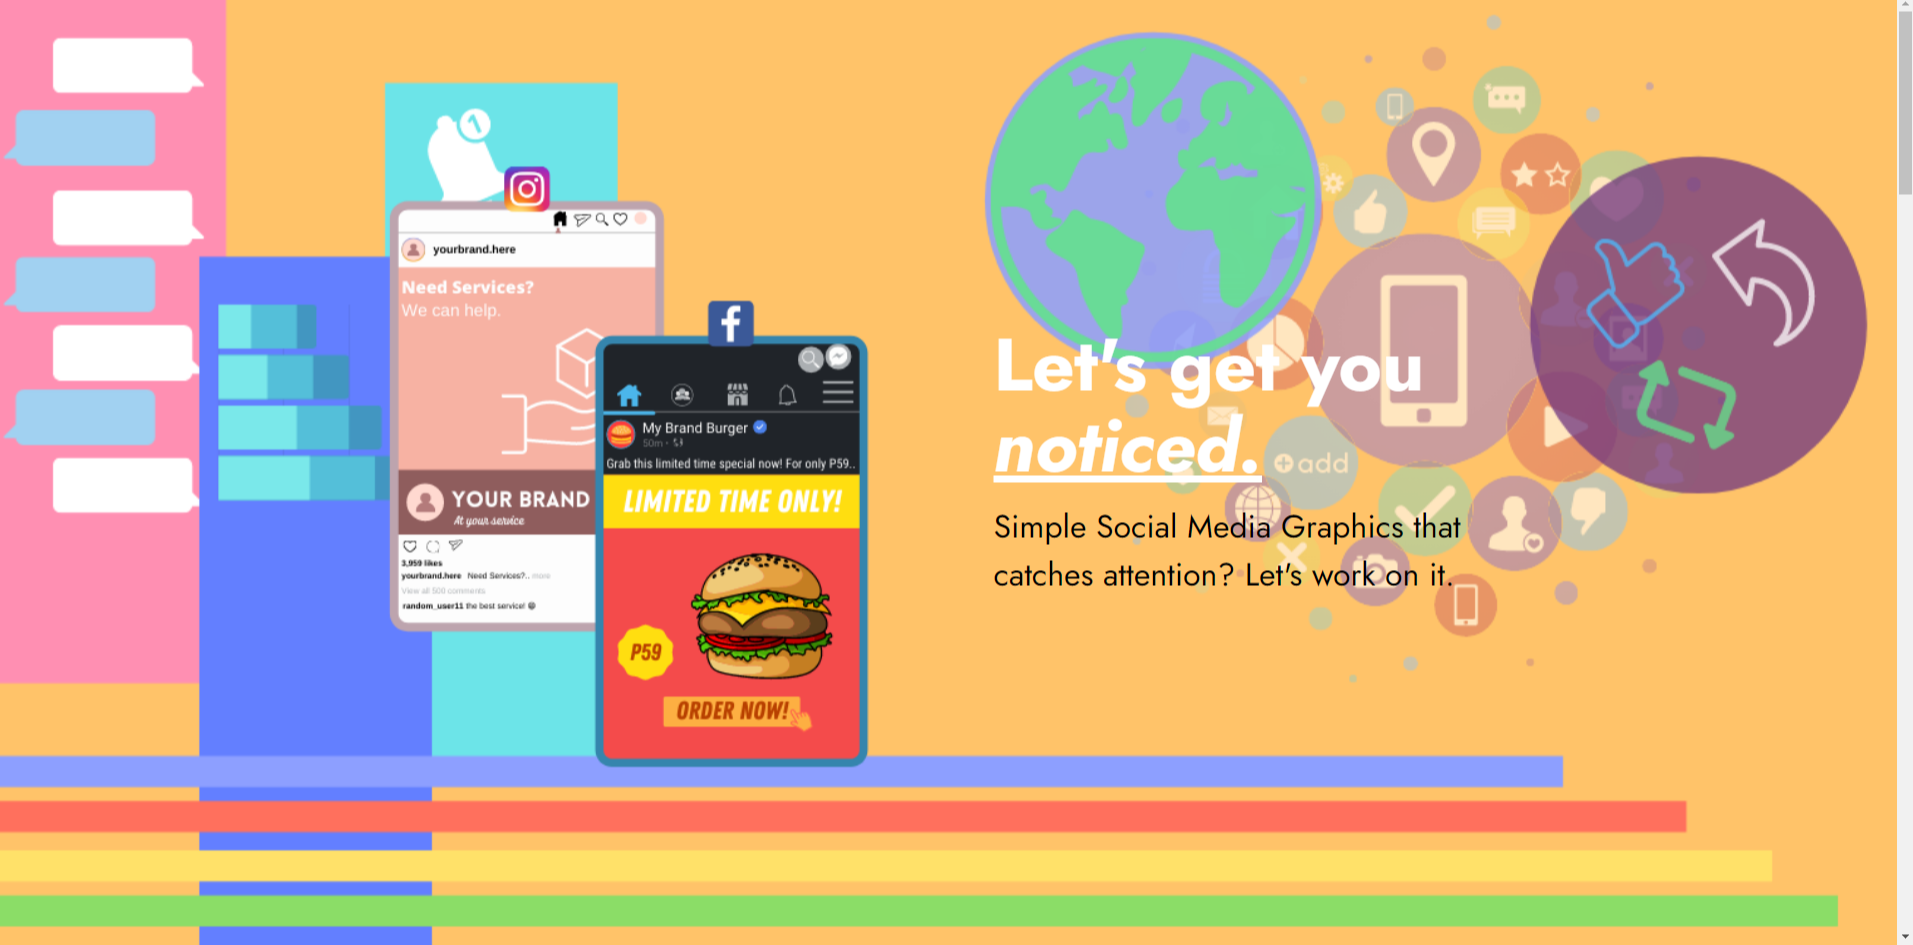 1
yourbrand.here
Need Services?
We can help.
YOUR BRAND
At your service
3,959 likes
yourbrand.here Need Services?.. more
View all 500 comments
random_user11 the best service!
My Brand Burger
50m
Grab this limited time special now! For only P59..
LIMITED TIME ONLY!
P59
ORDER NOW!
Let's get you
noticed.
add
Simple Social Media Graphics that
catches attention? Let's work on it.